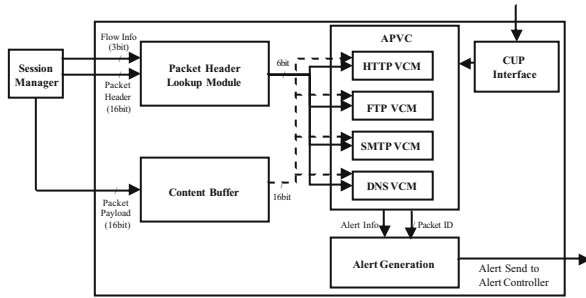 Flow Info
(3bit)
Session
Manager
Packet
Header
(16bit)
Packet Header
Lookup Module
6bit
APVC
HTTP VCM
FTP VCM
SMTP VCM
DNS VCM
CUP
Interface
Content Buffer
16bit
Packet
Payload
(16bit)
Alert Info
Packet ID
Alert Generation
Alert Send to
Alert Controller